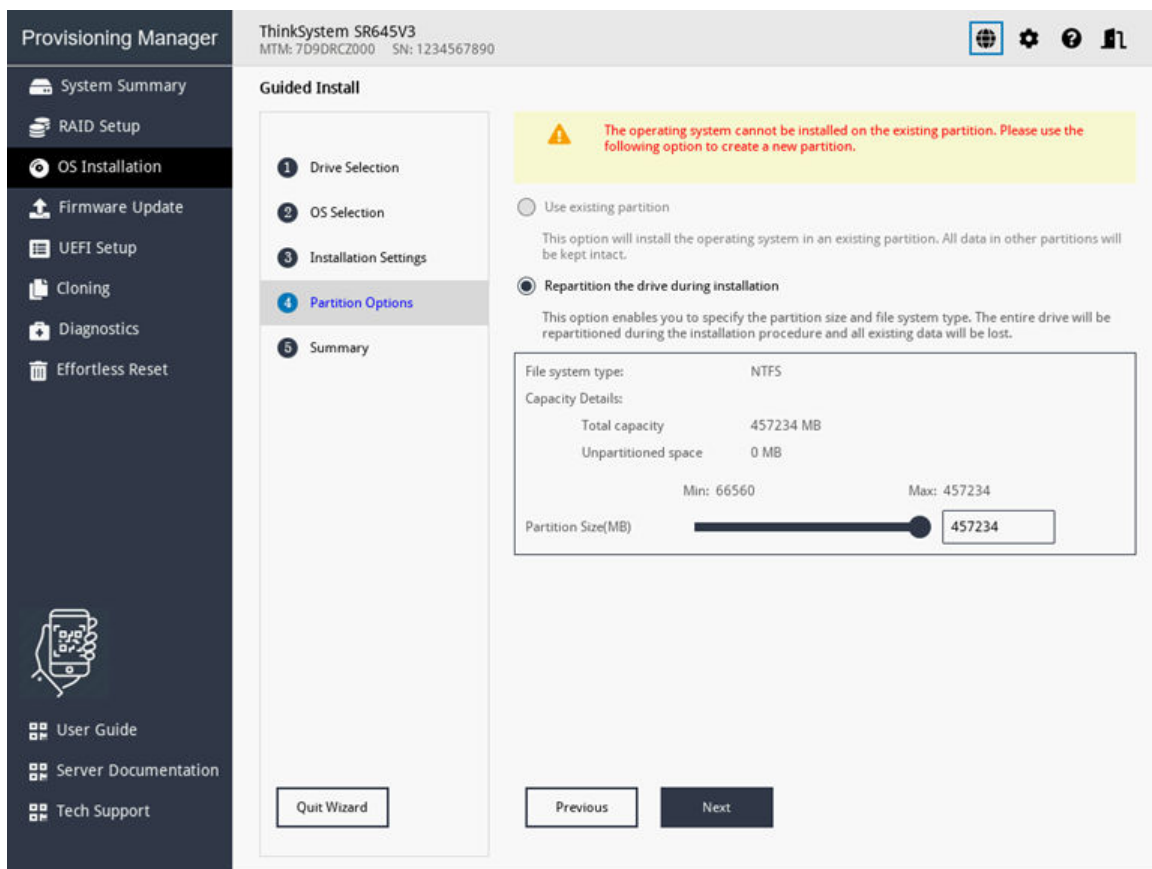 Provisioning Manager
ThinkSystem SR645V3
MTM: 7D9DRCZ000 SN: 1234567890
System Summary
RAID Setup
OS Installation
Firmware Update
UEFI Setup
Cloning
Diagnostics
Effortless Reset
User Guide
Server Documentation
Tech Support
Guided Install
1 Drive Selection
2 OS Selection
3 Installation Settings
4 Partition Options
5 Summary
Quit Wizard
The operating system cannot be installed on the existing partition. Please use the
following option to create a new partition.
Use existing partition
This option will install the operating system in an existing partition. All data in other partitions will
be kept intact.
Repartition the drive during installation
This option enables you to specify the partition size and file system type. The entire drive will be
repartitioned during the installation procedure and all existing data will be lost.
File system type: NTFS
Capacity Details:
Total capacity 457234 MB
Unpartitioned space 0 MB
Min: 66560 Max: 457234
Partition Size(MB) 457234
Previous Next